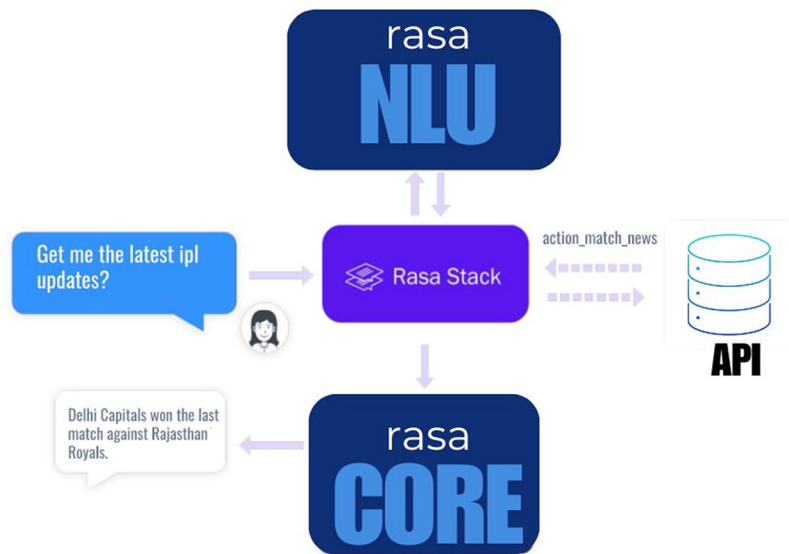 rasa
NLU
Get me the latest ipl
updates?
Rasa Stack
action_match_news
API
Delhi Capitals won the last
match against Rajasthan
Royals.
rasa
CORE